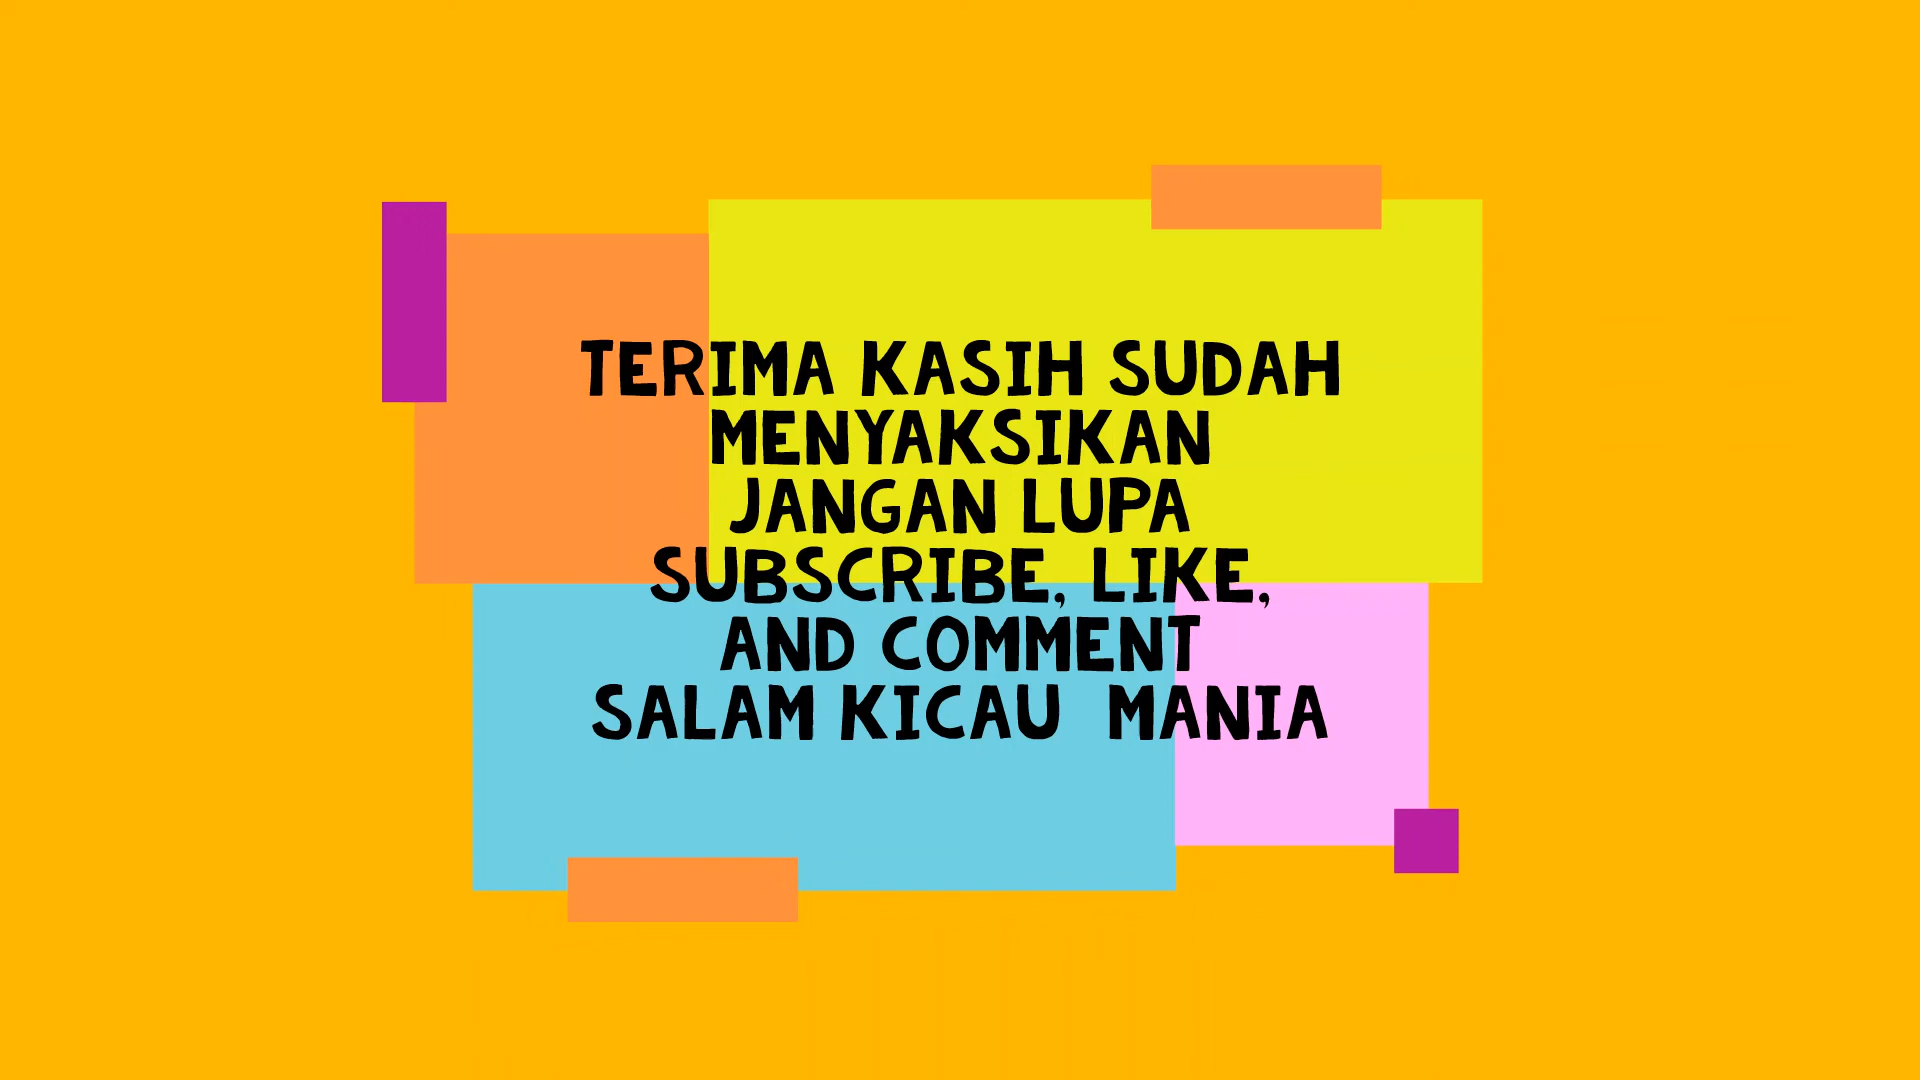 TERIMA KASIH SUDAH
MENYAKSIKAN
JANGAN LUPA
SUBSCRIBE, LIKE,
AND COMMENT
SALAM KICAU  MANIA